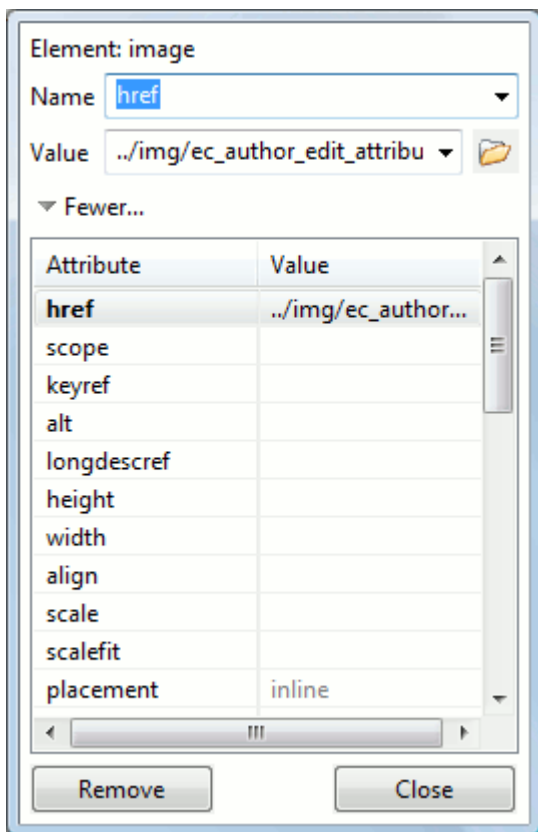 Element: image
Name href
Value ../img/ec_author_edit_attribu
Fewer...
Attribute Value
href ../img/ec_author...
scope
keyref
alt
longdescref
height
width
align
scale
scalefit
placement inline
Remove Close